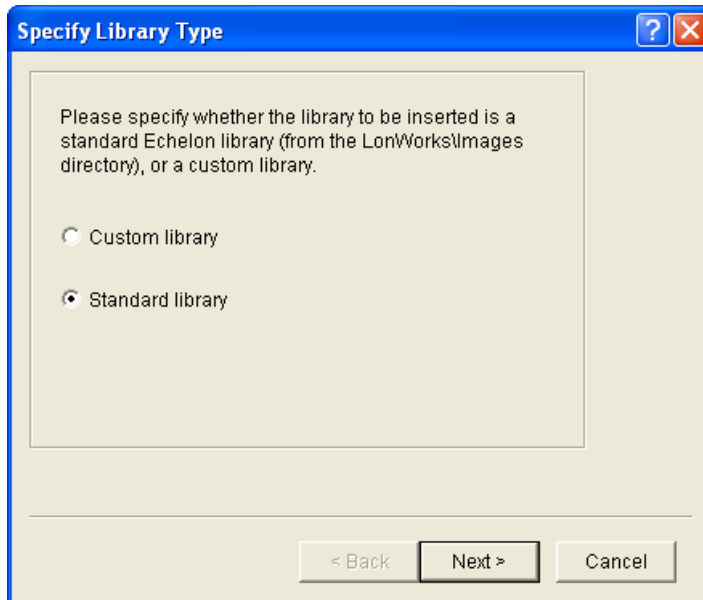 Specify Library Type
Please specify whether the library to be inserted is a
standard Echelon library (from the LonWorks\Images
directory), or a custom library.
Custom library
Standard library
< Back
Next >
Cancel